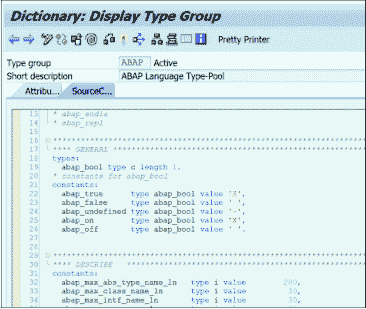 Dictionary: Display Type Group
Pretty Printer
Type group ABAP Active
Short description ABAP Language Type-Pool
Attribu... SourceC...
13 * abap_endia
14 * abap_repl
15
16 ****
17 **** GENERAL ****
18 types:
19 abap_bool type c length 1.
20 * constants for abap_bool
21 constants:
22 abap_true type abap_bool value 'X',
23 abap_false type abap_bool value ' ',
24 abap_undefined type abap_bool value '-',
25 abap_on type abap_bool value 'X',
26 abap_off type abap_bool value ' '.
27
28
29 ****
30 **** DESCRIBE ****
31 constants:
32 abap_max_abs_type_name_ln type i value 200,
33 abap_max_class_name_ln type i value 30,
34 abap_max_intf_name_ln type i value 30,